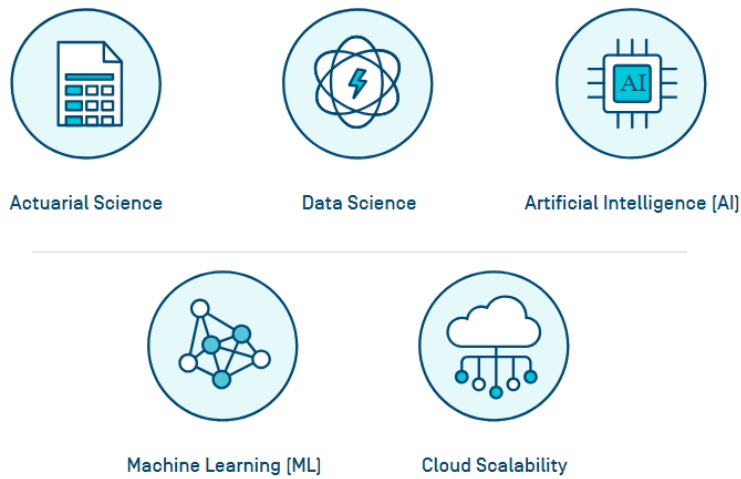 AI
Actuarial Science
Data Science
Artificial Intelligence (AI)
Machine Learning (ML)
Cloud Scalability